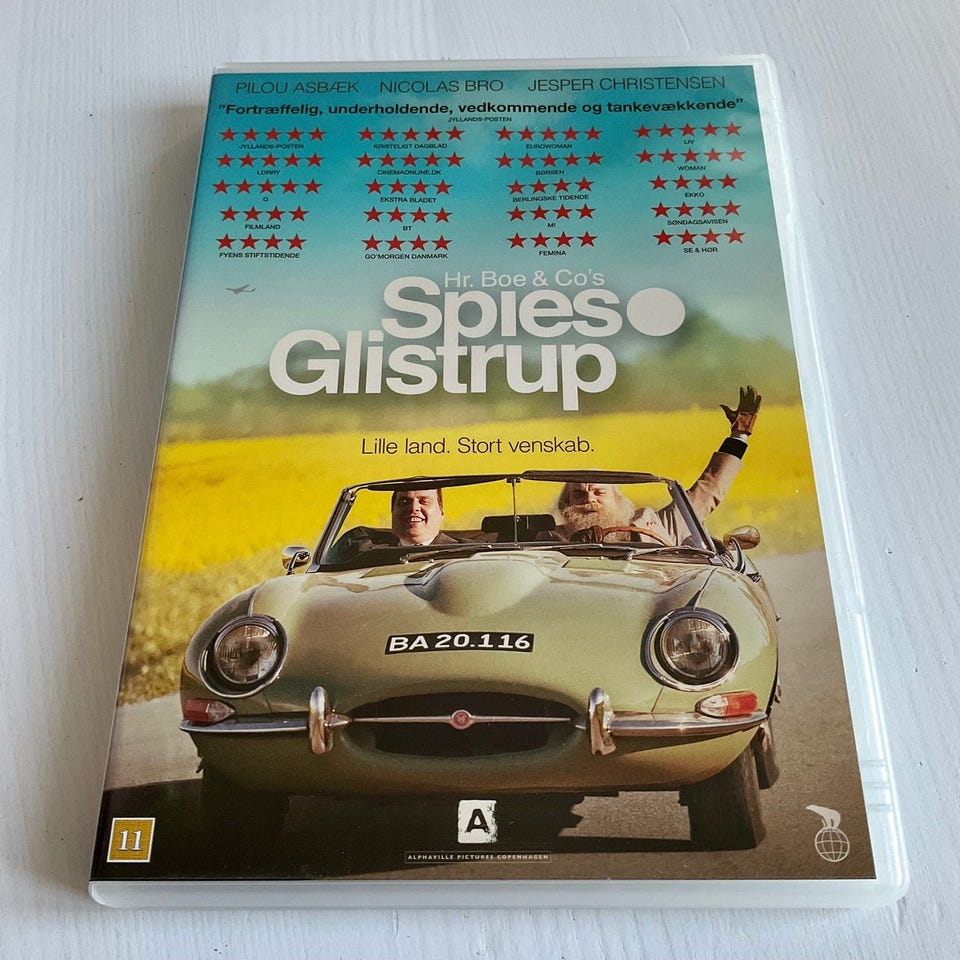 PILOU ASBÆK NICOLAS BRO JESPER CHRISTENSEN
"Fortræffelig, underholdende, vedkommende og tankevækkende"
JYLLANDS-POSTEN
JYLLANDS-POSTEN KRISTELIGT DAGBLAD EUROWOMAN LIV
LORRY CINEMAONLINE.DK BØRSEN WOMAN
Q EKSTRA BLADET BERLINGSKE TIDENDE EKKO
FILMLAND BT M! SØNDAGSAVISEN
FYENS STIFTSTIDENDE GO'MORGEN DANMARK FEMINA SE & HØR
Hr. Boe & Co's
Spies
Glistrup
Lille land. Stort venskab.
BA 20.116
11
A
ALPHAVILLE PICTURES COPENHAGEN